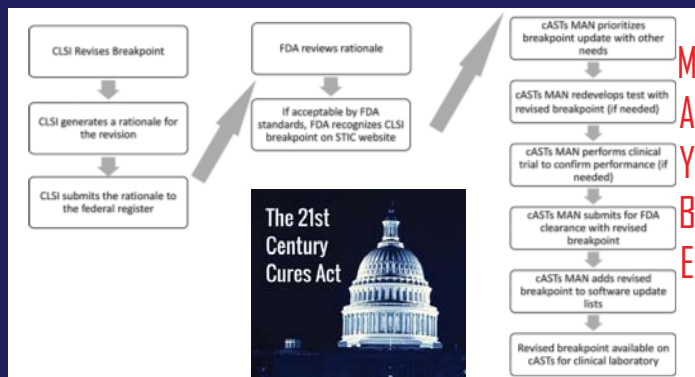 CLSI Revises Breakpoint
CLSI generates a rationale for
the revision
CLSI submits the rationale to
the federal register
FDA reviews rationale
If acceptable by FDA
standards, FDA recognizes CLSI
breakpoint on STIC website
The 21st
Century
Cures Act
cASTs MAN prioritizes
breakpoint update with other
needs
cASTs MAN redevelops test with
revised breakpoint (if needed)
cASTs MAN performs clinical
trial to confirm performance (if
needed)
cASTs MAN submits for FDA
clearance with revised
breakpoint
cASTs MAN adds revised
breakpoint to software update
lists
Revised breakpoint available on
cASTs for clinical laboratory
M
A
Y
B
E